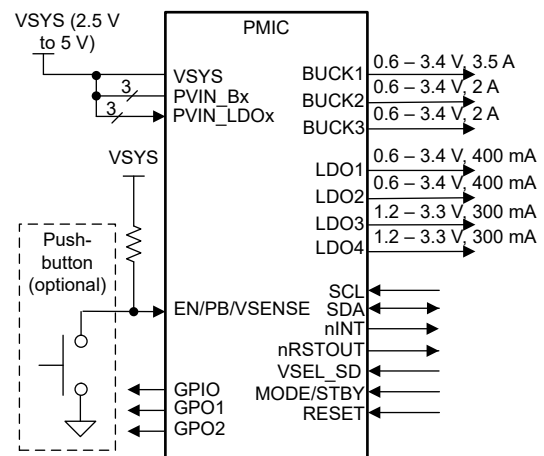 VSYS (2.5 V
to 5 V)
PMIC
VSYS
3
PVIN_Bx
3
PVIN_LDOx
VSYS
Push-
button
(optional)
EN/PB/VSENSE
GPIO
GPO1
GPO2
BUCK1
0.6 – 3.4 V, 3.5 A
BUCK2
0.6 – 3.4 V, 2 A
BUCK3
0.6 – 3.4 V, 2 A
LDO1
0.6 – 3.4 V, 400 mA
LDO2
0.6 – 3.4 V, 400 mA
LDO3
1.2 – 3.3 V, 300 mA
LDO4
1.2 – 3.3 V, 300 mA
SCL
SDA
nINT
nRSTOUT
VSEL_SD
MODE/STBY
RESET